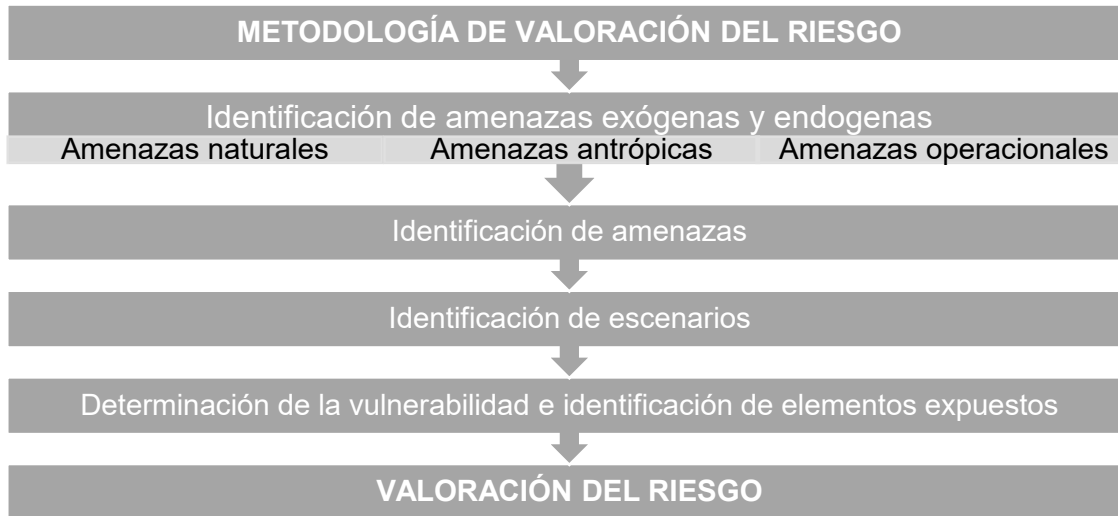 METODOLOGÍA DE VALORACIÓN DEL RIESGO
Identificación de amenazas exógenas y endogenas
Amenazas naturales Amenazas antrópicas Amenazas operacionales
Identificación de amenazas
Identificación de escenarios
Determinación de la vulnerabilidad e identificación de elementos expuestos
VALORACIÓN DEL RIESGO